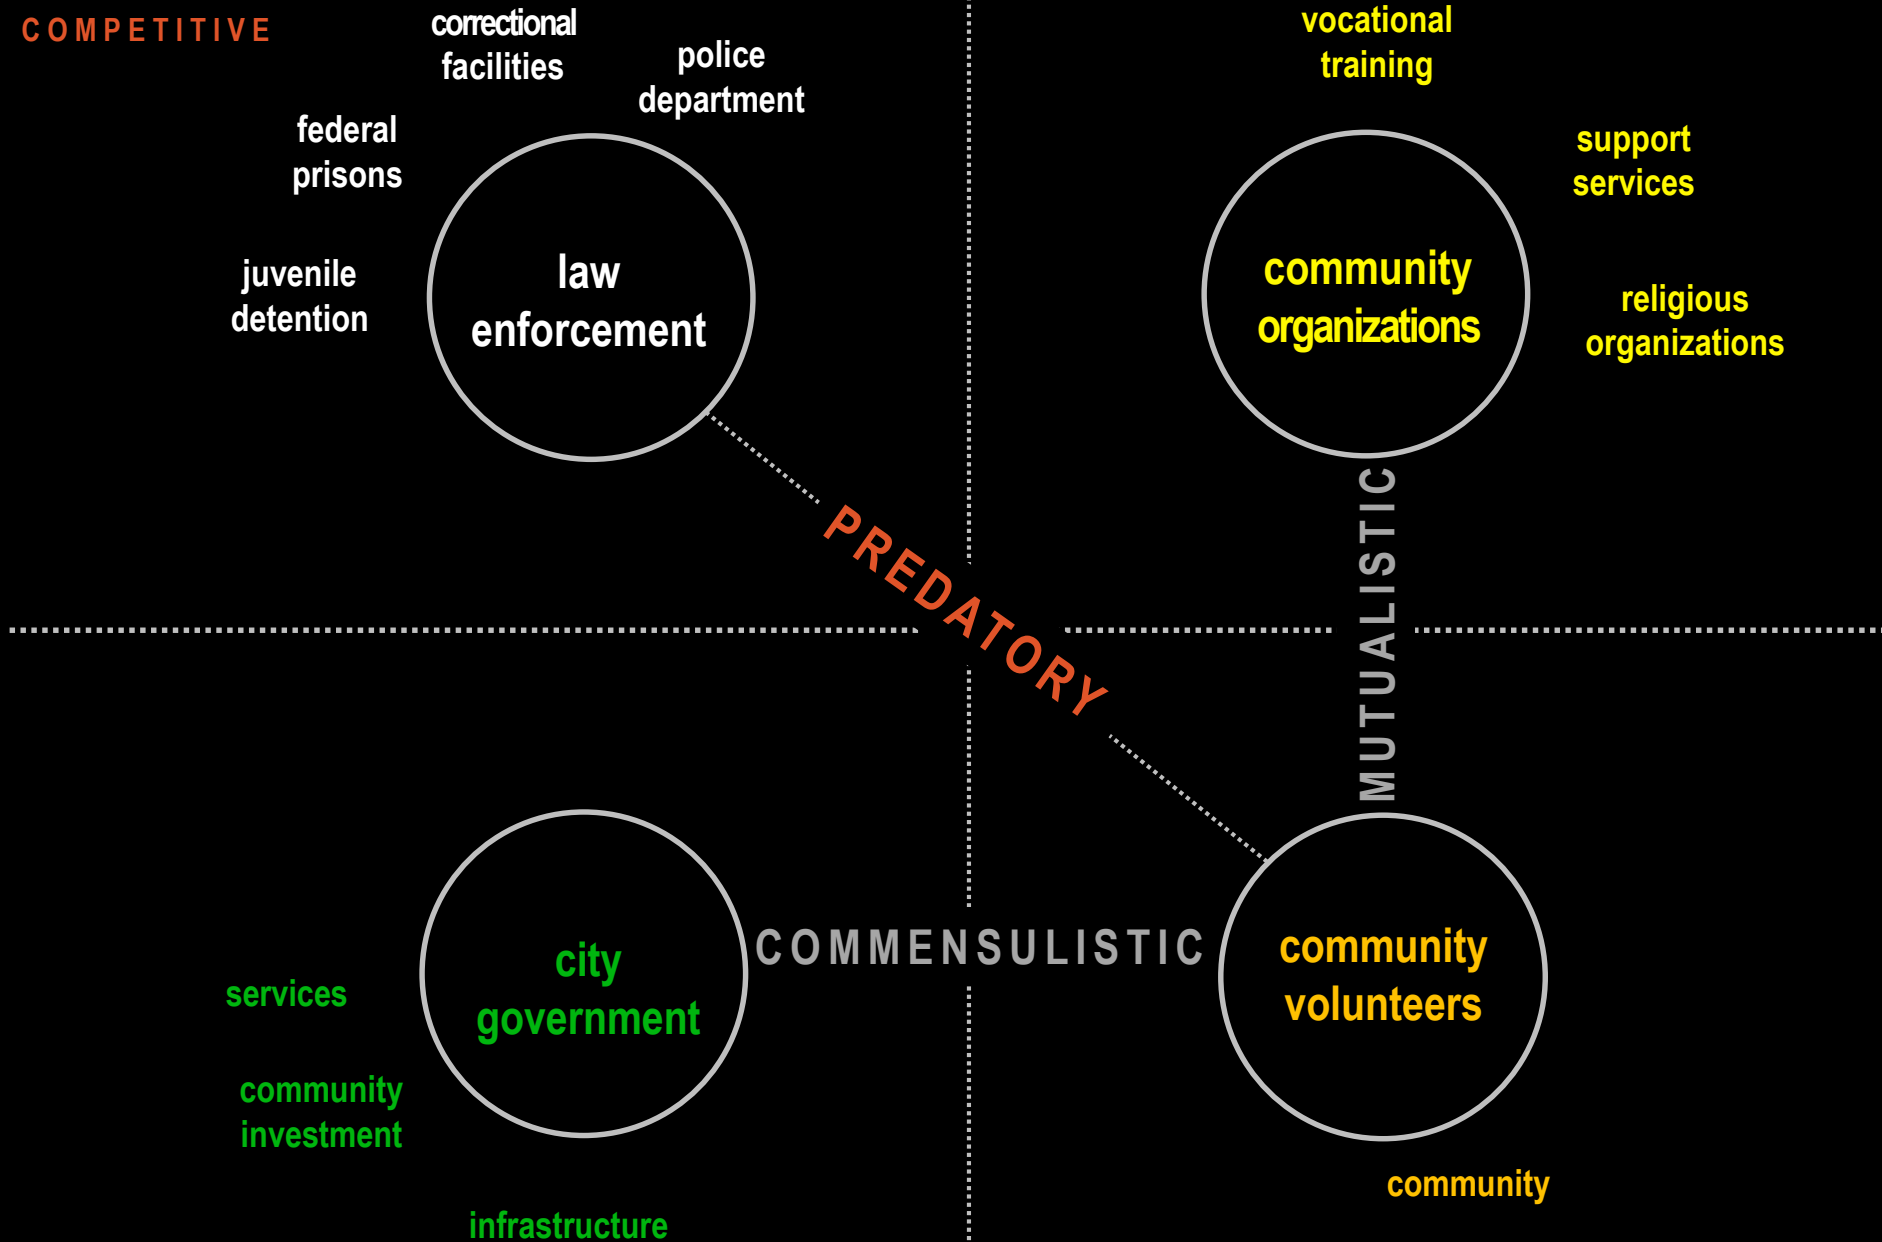 COMPETITIVE
correctional
facilities
police
department
federal
prisons
juvenile
detention
law
enforcement
vocational
training
support
services
religious
organizations
community
organizations
PREDATORY
MUTUALISTIC
COMMENSULISTIC
city
government
services
community
investment
infrastructure
community
volunteers
community